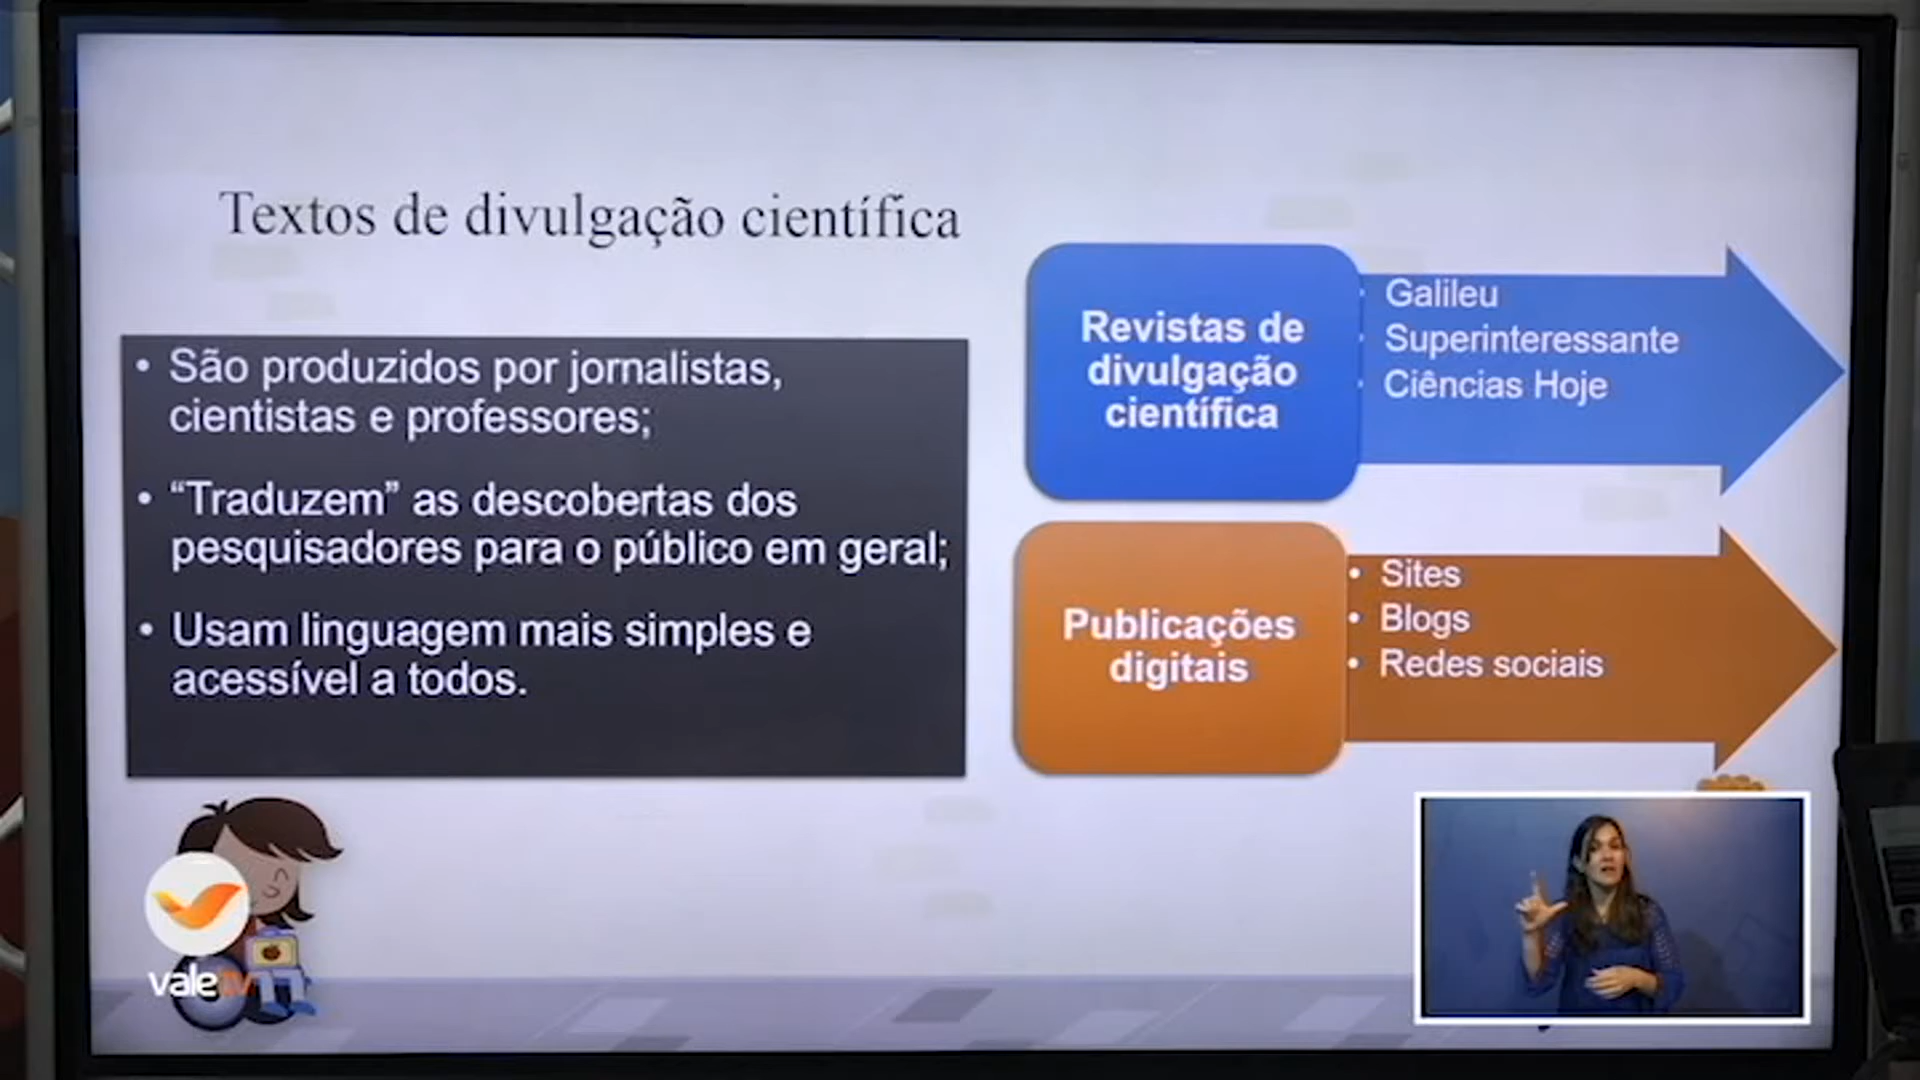 Textos de divulgação científica
• São produzidos por jornalistas,
cientistas e professores;
• “Traduzem” as descobertas dos
pesquisadores para o público em geral;
• Usam linguagem mais simples e
acessível a todos.
Revistas de
divulgação
científica
• Galileu
• Superinteressante
• Ciências Hoje
Publicações
digitais
• Sites
• Blogs
• Redes sociais
valetv